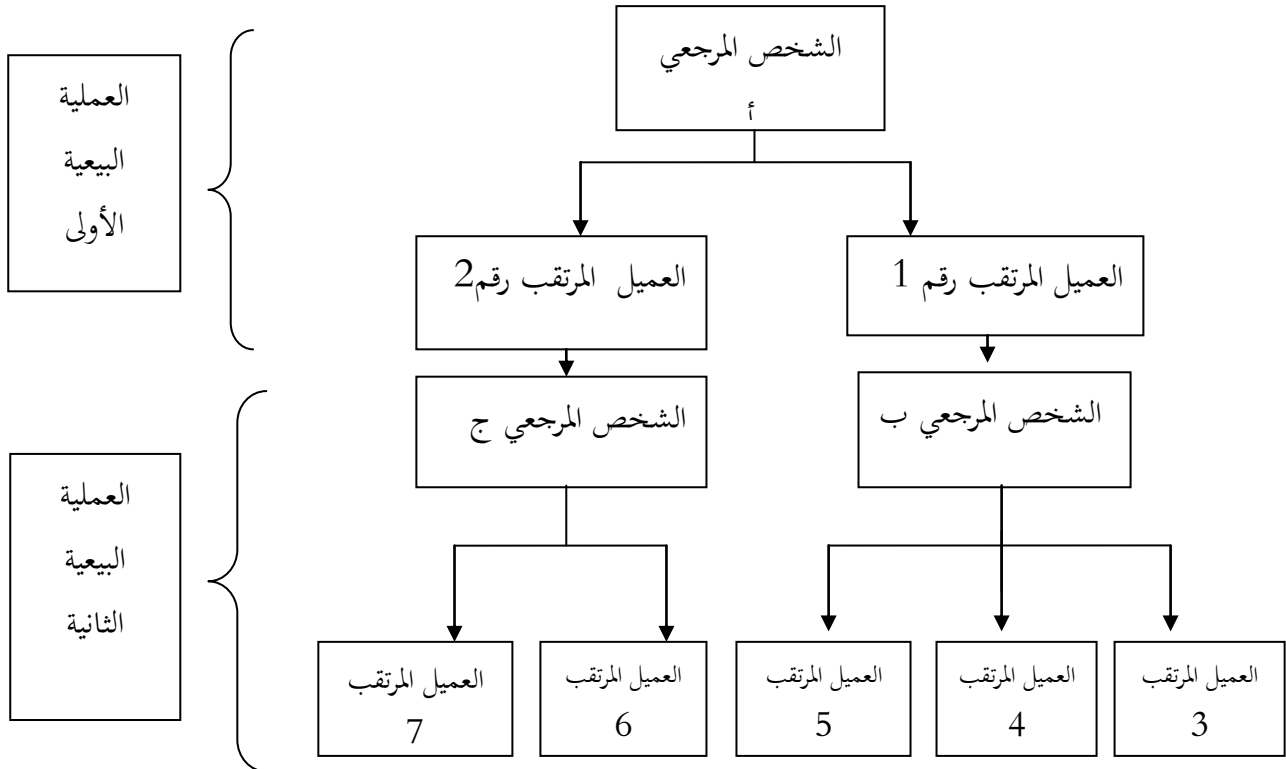 الشخص المرجعي
أ
العملية
البيعية
الأولى
العميل المرتقب رقم 1
العميل المرتقب رقم2
الشخص المرجعي ب
الشخص المرجعي ج
العملية
البيعية
الثانية
العميل المرتقب
3
العميل المرتقب
4
العميل المرتقب
5
العميل المرتقب
6
العميل المرتقب
7